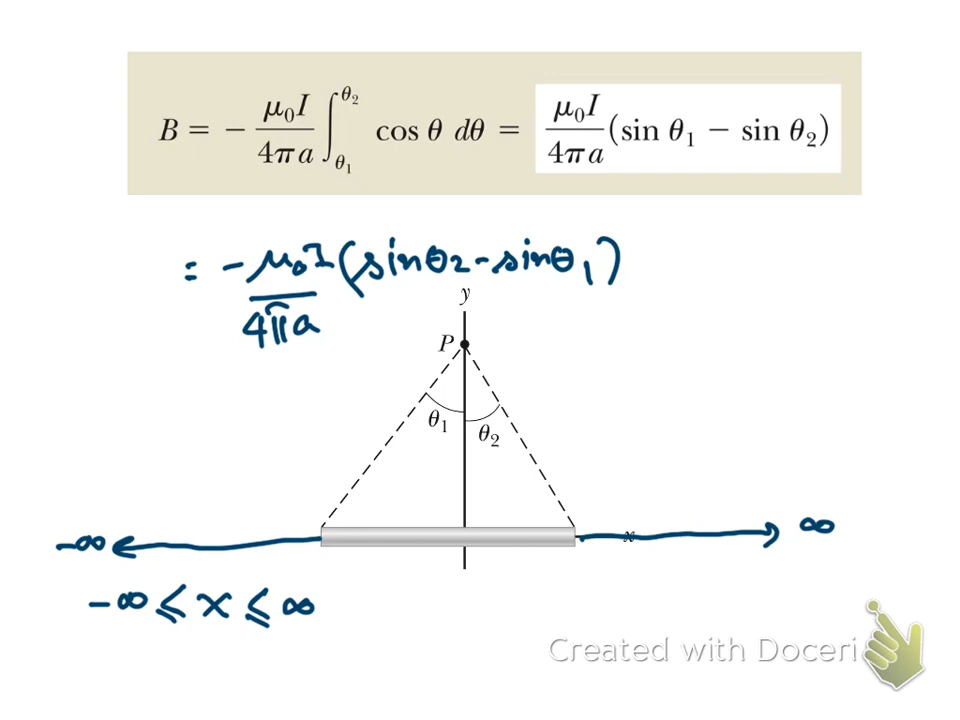 B = − μ₀I/4πa ∫_θ₁^θ₂ cos θ dθ = μ₀I/4πa (sin θ₁ − sin θ₂)
= -μ₀I/4πa (sinθ2 - sinθ1)
y
P
θ₁ θ₂
-∞ x ∞
-∞ ≤ x ≤ ∞
Created with Doceri